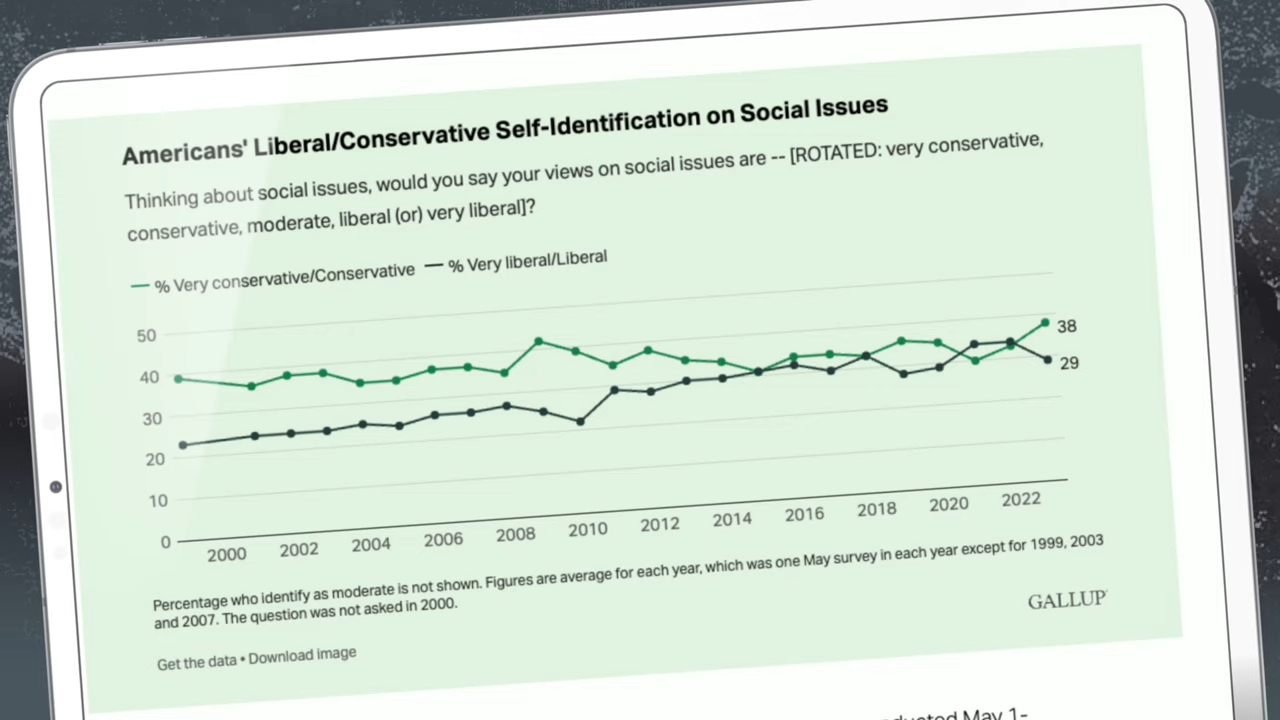 Americans' Liberal/Conservative Self-Identification on Social Issues
Thinking about social issues, would you say your views on social issues are -- [ROTATED: very conservative,
conservative, moderate, liberal (or) very liberal]?
% Very conservative/Conservative % Very liberal/Liberal
50
40
30
20
10
0
38
29
2000 2002 2004 2006 2008 2010 2012 2014 2016 2018 2020 2022
Percentage who identify as moderate is not shown. Figures are average for each year, which was one May survey in each year except for 1999, 2003
and 2007. The question was not asked in 2000.
GALLUP
Get the data • Download image
May 1-